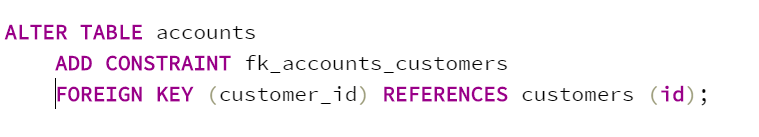 ALTER TABLE accounts
ADD CONSTRAINT fk_accounts_customers
FOREIGN KEY (customer_id) REFERENCES customers (id);